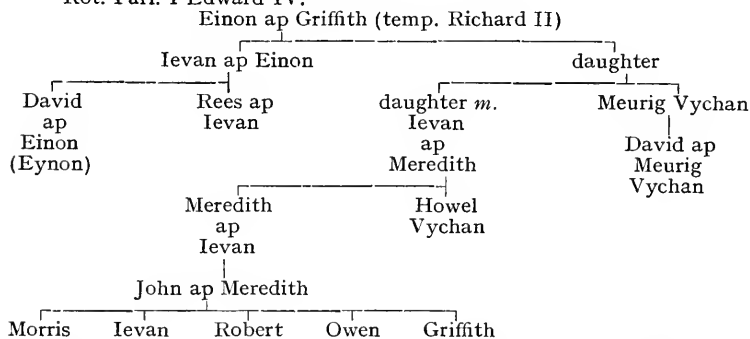 Rot. Parl. I Edward IV.
Einon ap Griffith (temp. Richard II)
Ievan ap Einon daughter
David Rees ap daughter m. Meurig Vychan
ap Ievan Ievan
Einon ap David ap
(Eynon) Meredith Meurig
Vychan
Meredith Howel
ap Vychan
Ievan
John ap Meredith
Morris Ievan Robert Owen Griffith